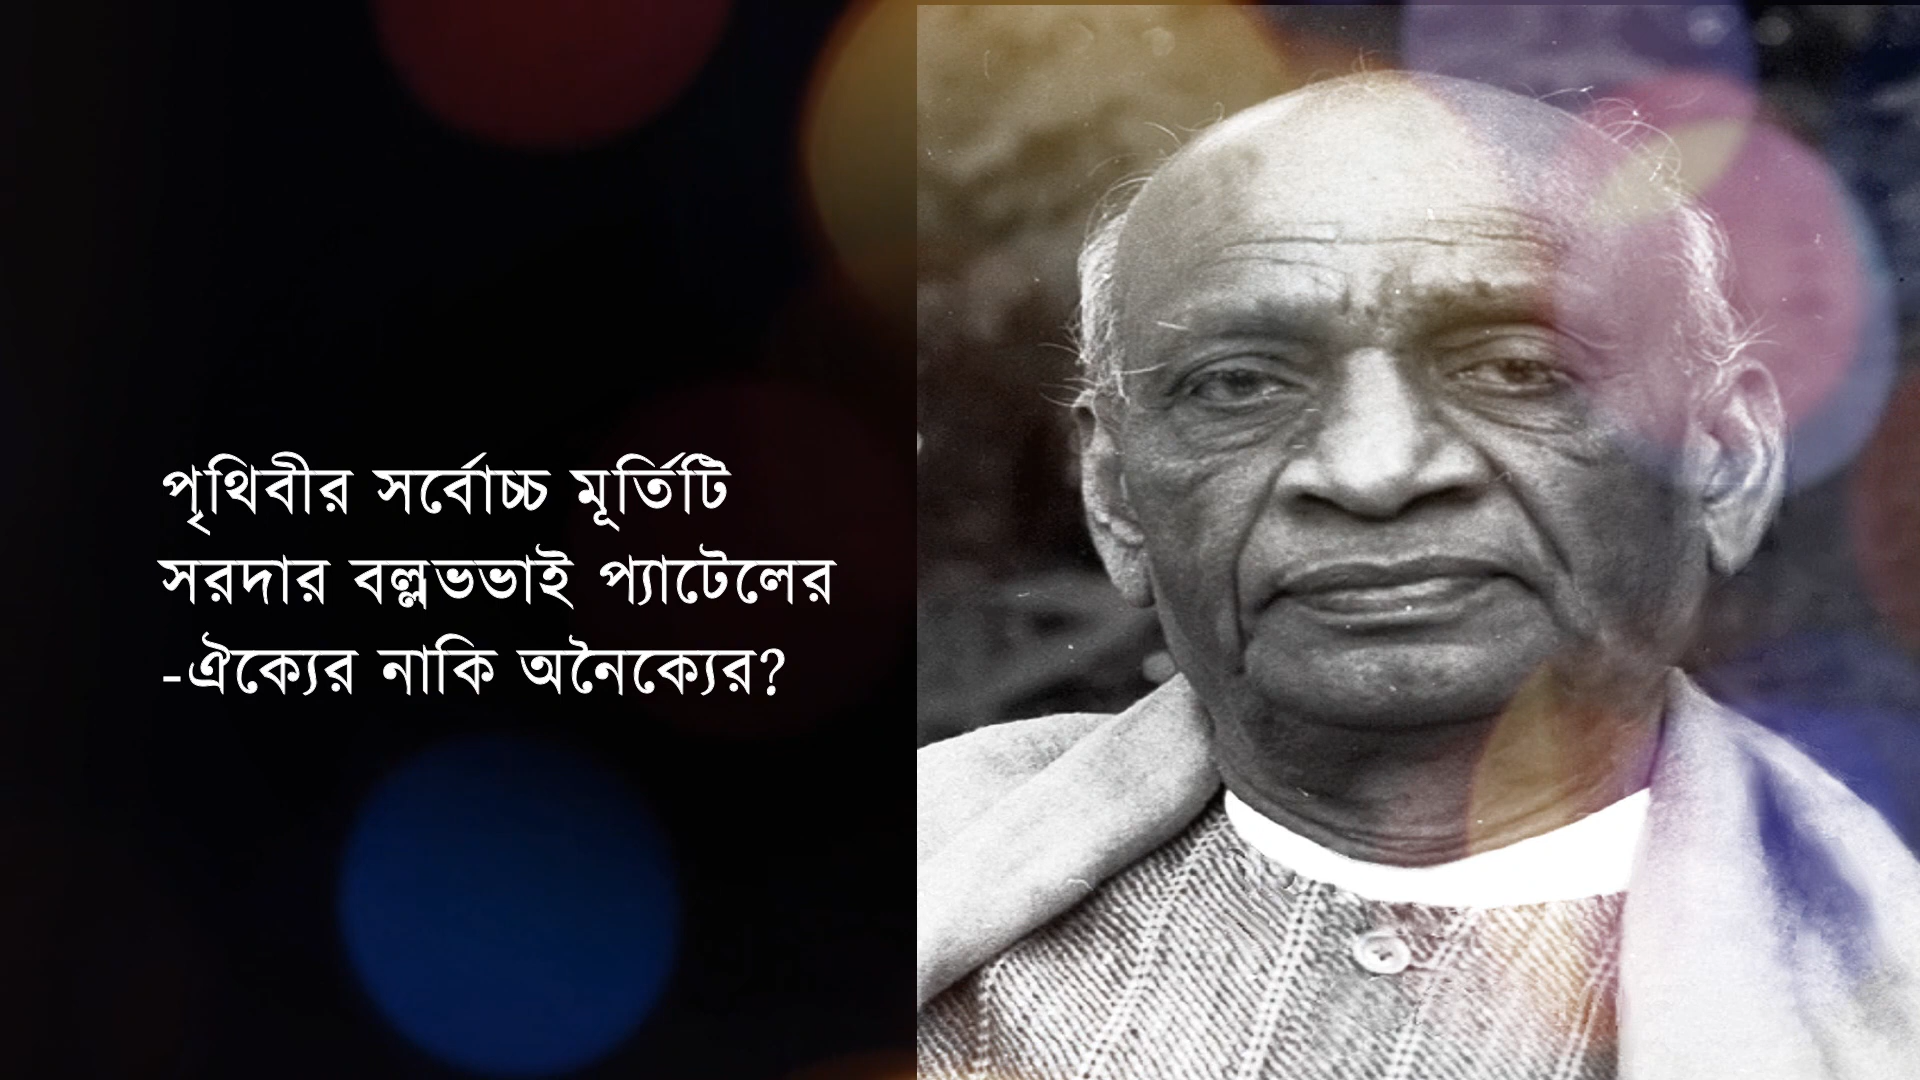 পৃথিবীর সর্বোচ্চ মূর্তিটি
সরদার বল্লভভাই প্যাটেলের
-ঐক্যের নাকি অনৈক্যের?